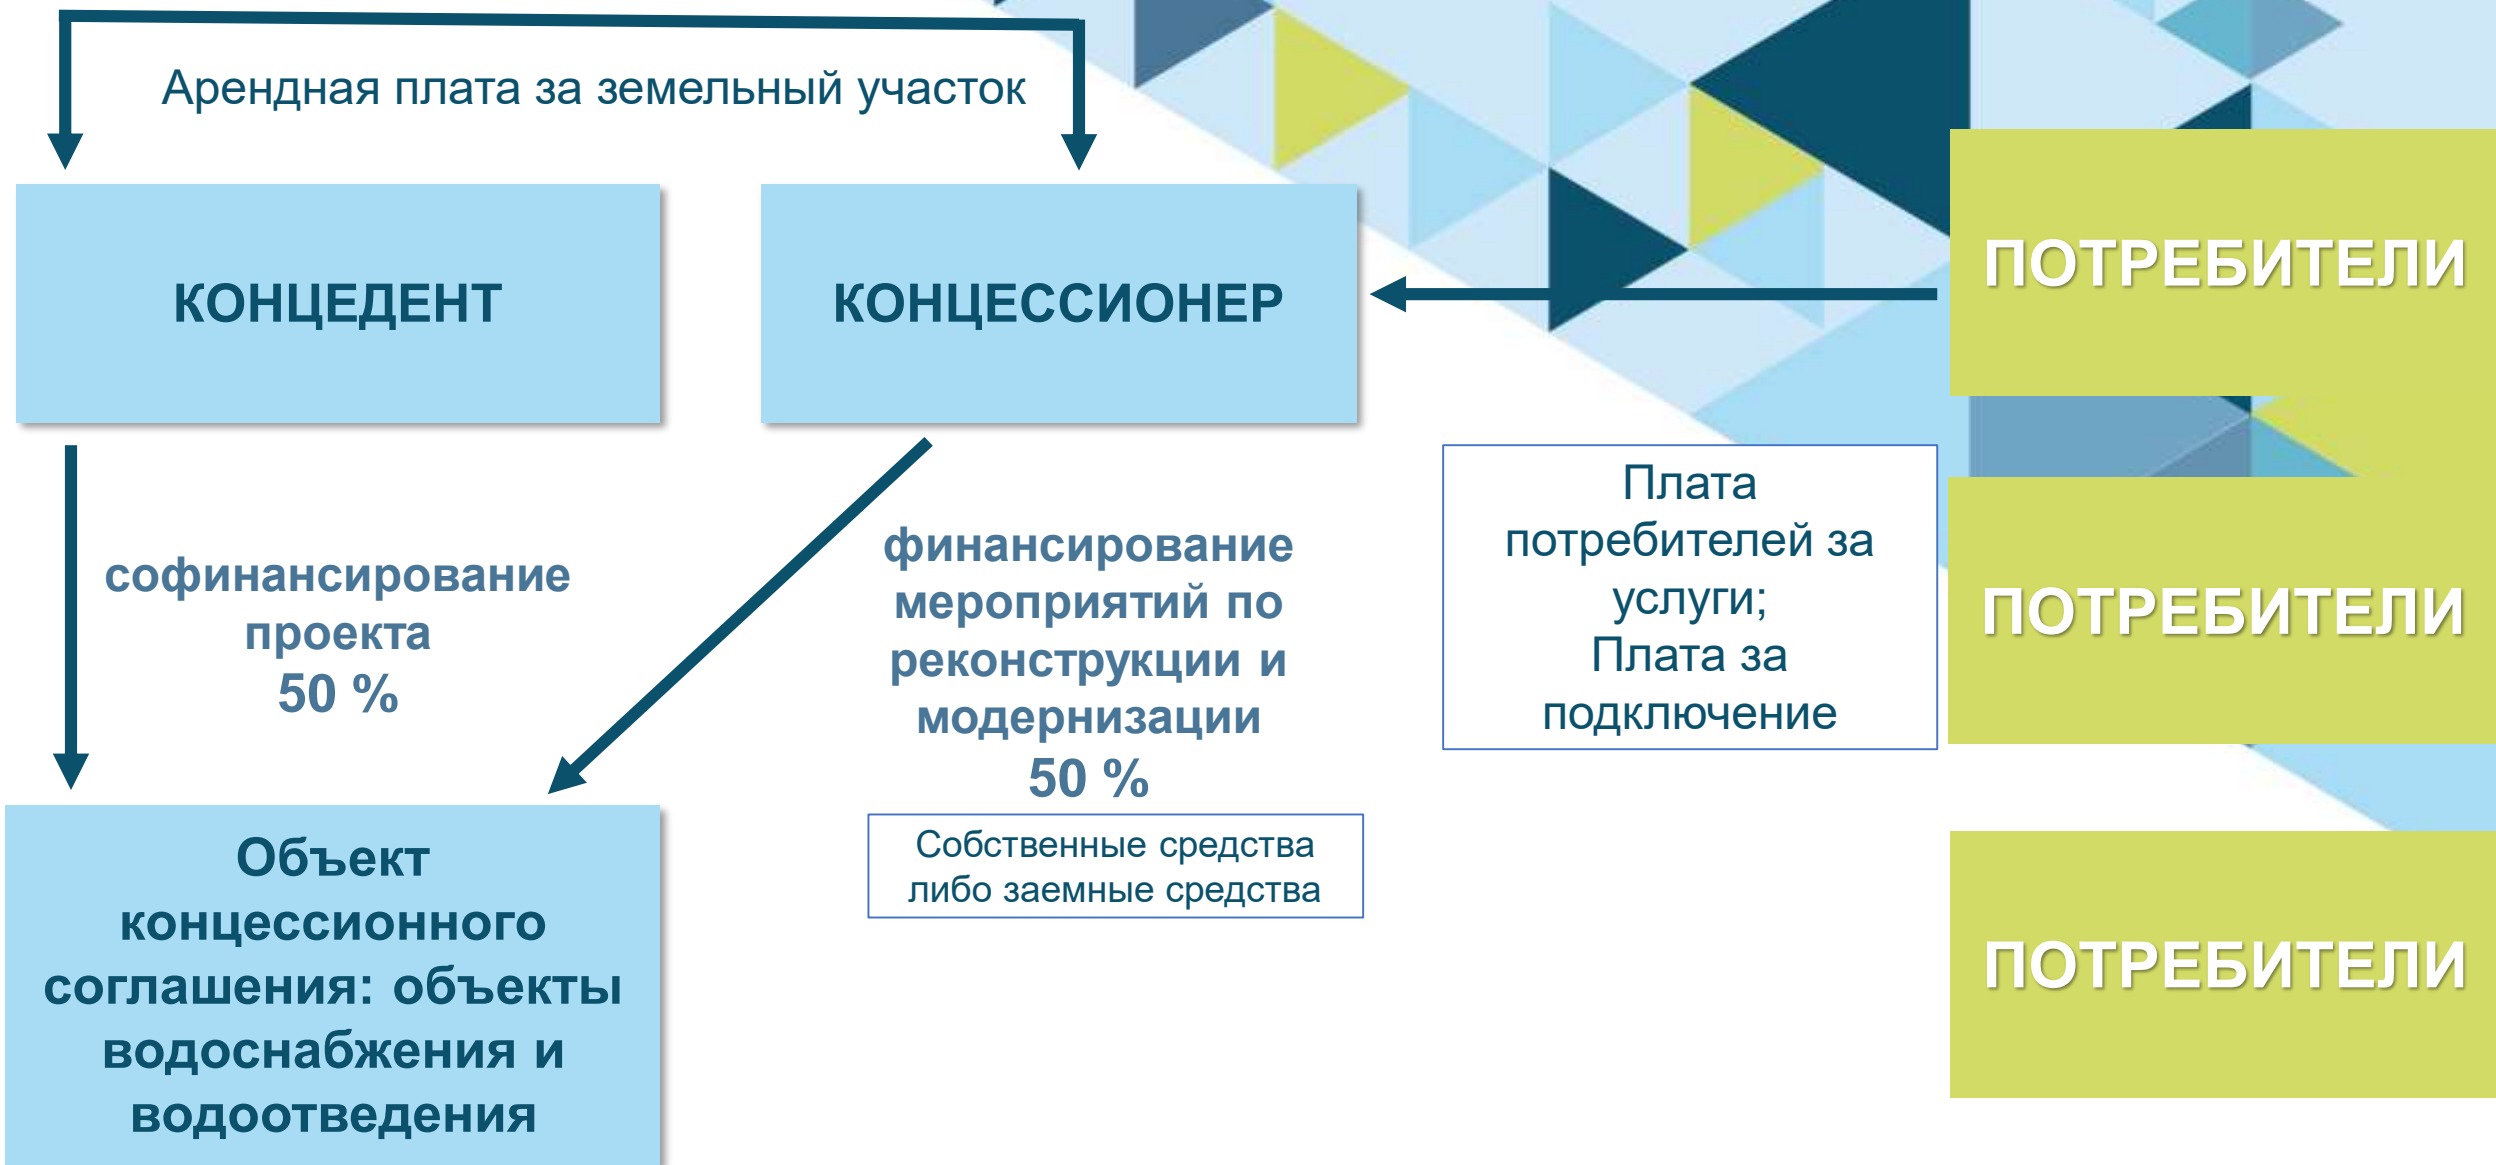 Арендная плата за земельный участок
КОНЦЕДЕНТ
КОНЦЕССИОНЕР
ПОТРЕБИТЕЛИ
софинансирование
проекта
50 %
финансирование
мероприятий по
реконструкции и
модернизации
50 %
Собственные средства
либо заемные средства
Плата
потребителей за
услуги;
Плата за
подключение
ПОТРЕБИТЕЛИ
Объект
концессионного
соглашения: объекты
водоснабжения и
водоотведения
ПОТРЕБИТЕЛИ